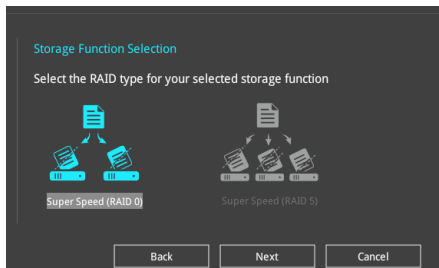 Storage Function Selection
Select the RAID type for your selected storage function
Super Speed (RAID 0)
Super Speed (RAID 5)
Back
Next
Cancel